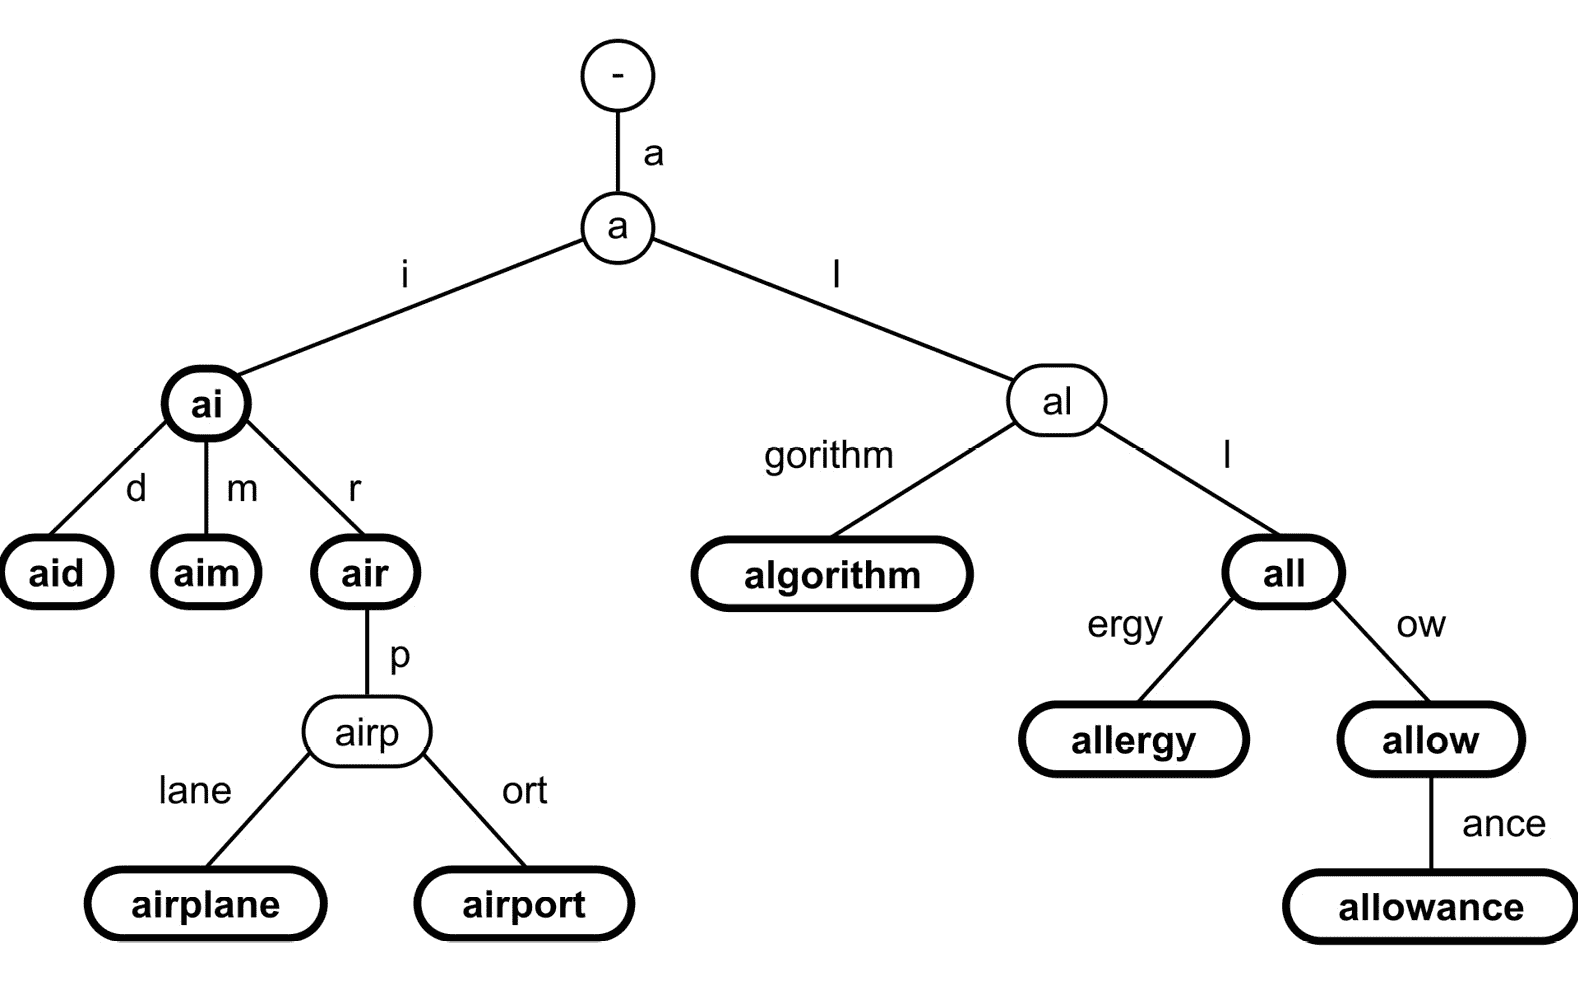 -
a
a
i
l
ai
al
gorithm
l
d
m
r
aid
aim
air
algorithm
all
ergy
ow
p
airp
allergy
allow
lane
ort
ance
airplane
airport
allowance